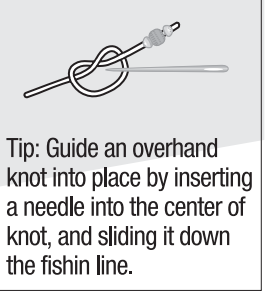 Tip: Guide an overhand
knot into place by inserting
a needle into the center of
knot, and sliding it down
the fishin line.